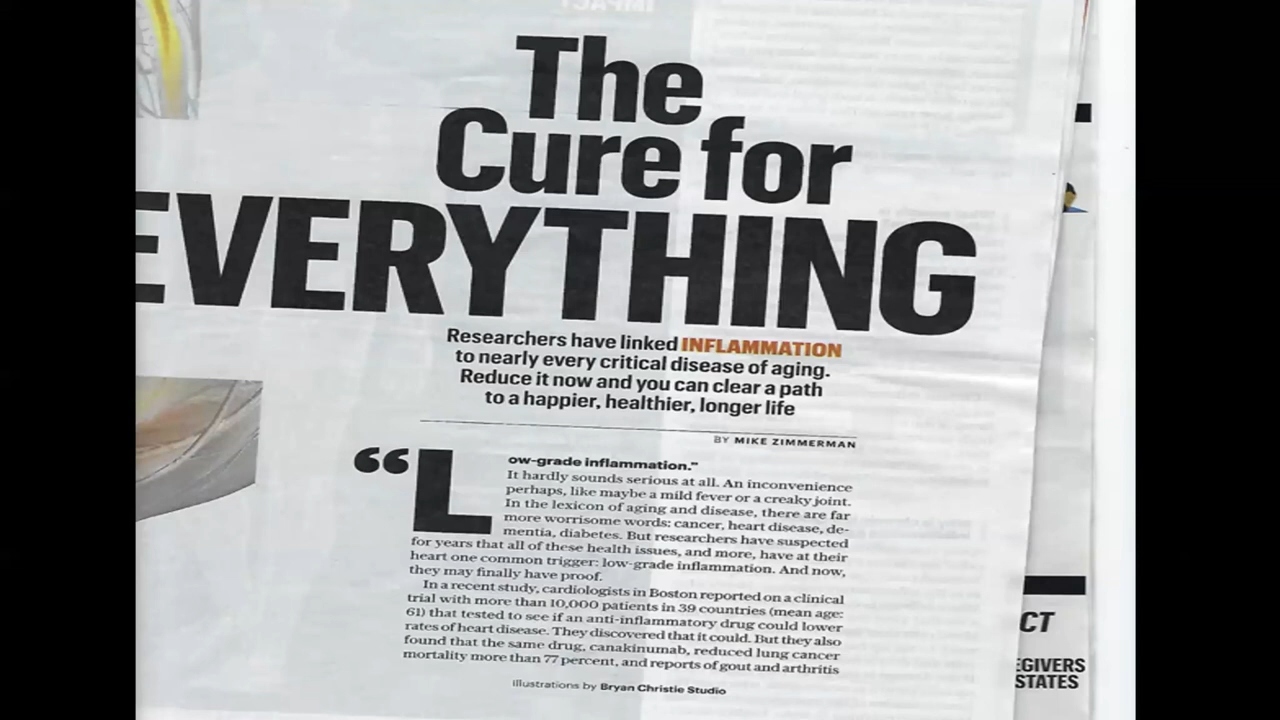 The
Cure for
EVERYTHING
Researchers have linked INFLAMMATION
to nearly every critical disease of aging.
Reduce it now and you can clear a path
to a happier, healthier, longer life
BY MIKE ZIMMERMAN
“Low-grade inflammation."
It hardly sounds serious at all. An inconvenience
perhaps, like maybe a mild fever or a creaky joint.
In the lexicon of aging and disease, there are far
more worrisome words: cancer, heart disease, de-
mentia, diabetes. But researchers have suspected
for years that all of these health issues, and more, have at their
heart one common trigger: low-grade inflammation. And now,
they may finally have proof.
In a recent study, cardiologists in Boston reported on a clinical
trial with more than 10,000 patients in 39 countries (mean age:
61) that tested to see if an anti-inflammatory drug could lower
rates of heart disease. They discovered that it could. But they also
found that the same drug, canakinumab, reduced lung cancer
mortality more than 77 percent, and reports of gout and arthritis
Illustrations by Bryan Christie Studio
CT
EGIVERS
STATES